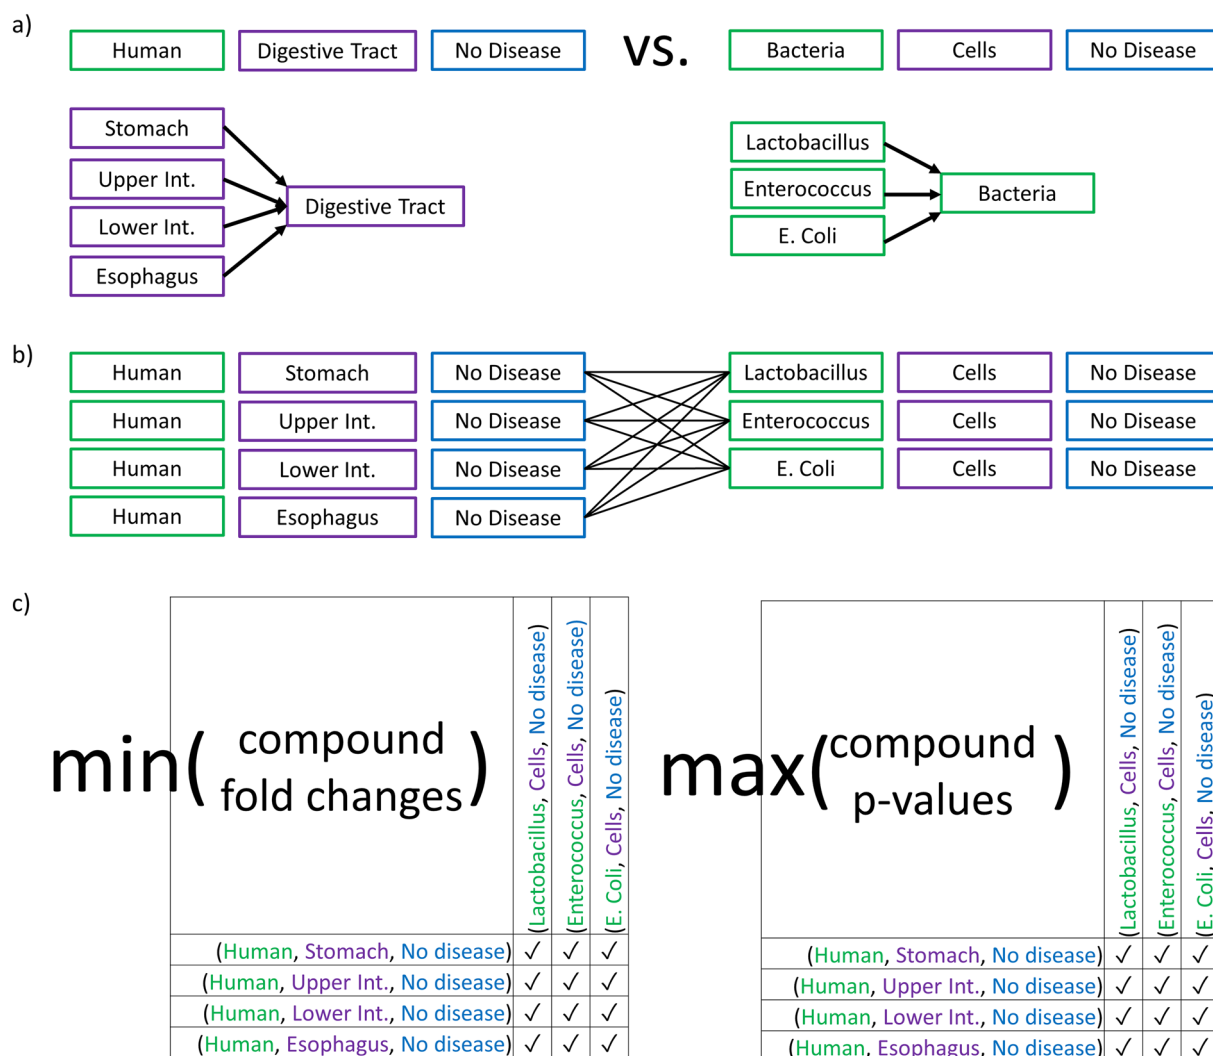 a)
Human Digestive Tract No Disease vs. Bacteria Cells No Disease
Stomach
Upper Int.
Lower Int.
Esophagus
Digestive Tract
Lactobacillus
Enterococcus
E. Coli
Bacteria
b)
Human Stomach No Disease Lactobacillus Cells No Disease
Human Upper Int. No Disease Enterococcus Cells No Disease
Human Lower Int. No Disease E. Coli Cells No Disease
Human Esophagus No Disease
c)
min( compound
fold changes )
(Lactobacillus, Cells, No disease)
(Enterococcus, Cells, No disease)
(E. Coli, Cells, No disease)
(Human, Stomach, No disease) ✓ ✓ ✓
(Human, Upper Int., No disease) ✓ ✓ ✓
(Human, Lower Int., No disease) ✓ ✓ ✓
(Human, Esophagus, No disease) ✓ ✓ ✓
max( compound
p-values )
(Lactobacillus, Cells, No disease)
(Enterococcus, Cells, No disease)
(E. Coli, Cells, No disease)
(Human, Stomach, No disease) ✓ ✓ ✓
(Human, Upper Int., No disease) ✓ ✓ ✓
(Human, Lower Int., No disease) ✓ ✓ ✓
(Human, Esophagus, No disease) ✓ ✓ ✓